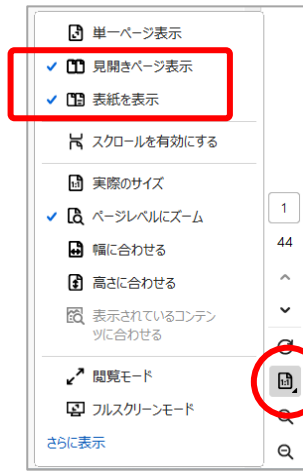 単一ページ表示
見開きページ表示
表紙を表示
スクロールを有効にする
実際のサイズ
ページレベルにズーム
幅に合わせる
高さに合わせる
表示されているコンテン
ツに合わせる
閲覧モード
フルスクリーンモード
さらに表示
1
44